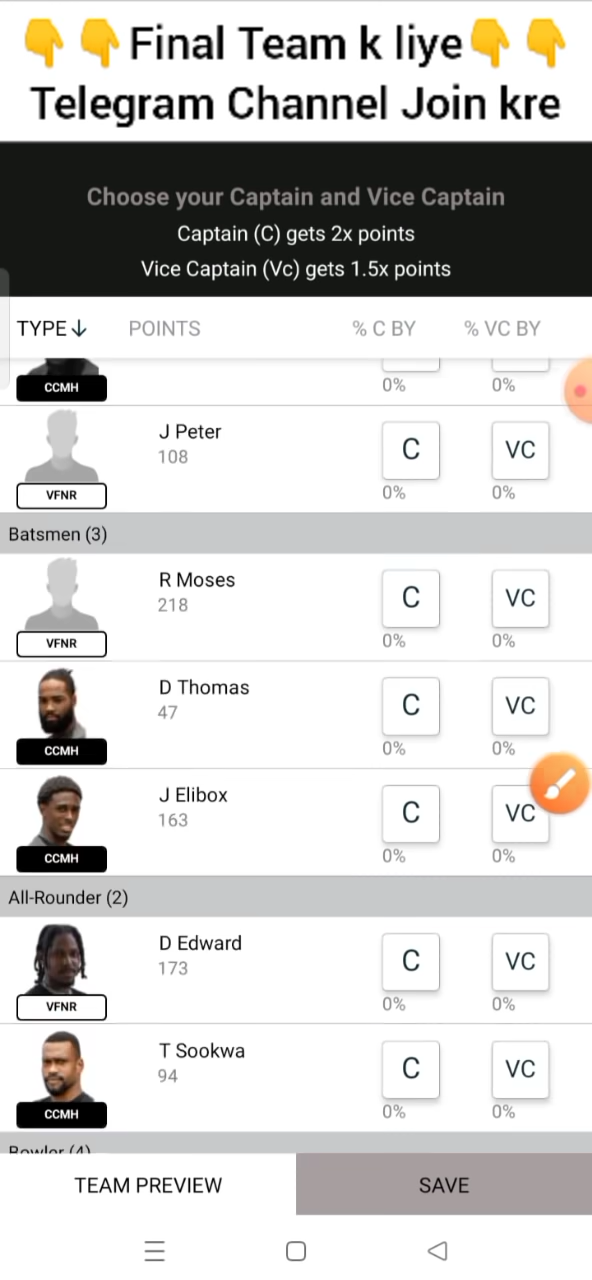 👇👇Final Team k liye👇👇
Telegram Channel Join kre
Choose your Captain and Vice Captain
Captain (C) gets 2x points
Vice Captain (Vc) gets 1.5x points
TYPE↓ POINTS % C BY % VC BY
CCMH 0% 0%
J Peter
108 C VC
VFNR 0% 0%
Batsmen (3)
R Moses
218 C VC
VFNR 0% 0%
D Thomas
47 C VC
CCMH 0% 0%
J Elibox
163 C VC
CCMH 0% 0%
All-Rounder (2)
D Edward
173 C VC
VFNR 0% 0%
T Sookwa
94 C VC
CCMH 0% 0%
Bowler (4)
TEAM PREVIEW SAVE